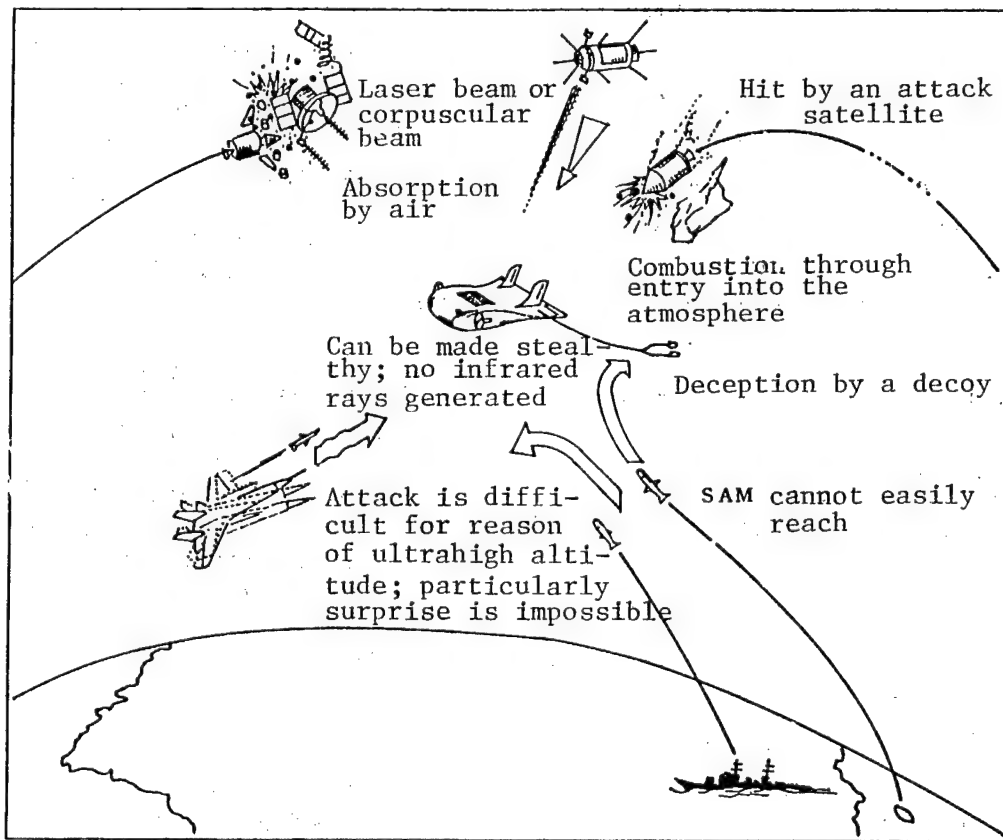 Laser beam or
corpuscular
beam
Hit by an attack
satellite
Absorption
by air
Combustion through
entry into the
atmosphere
Can be made steal-
thy; no infrared
rays generated
Deception by a decoy
Attack is diffi-
cult for reason
of ultrahigh alti-
tude; particularly
surprise is impossible
SAM cannot easily
reach